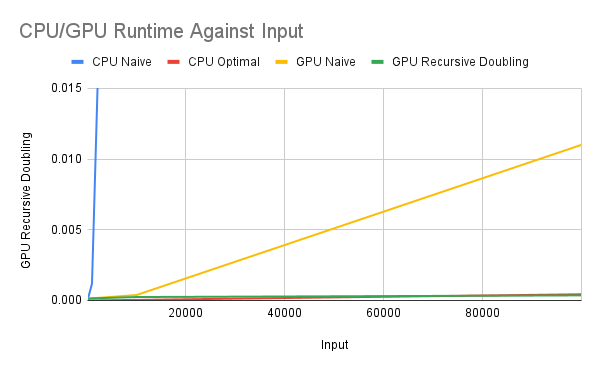 CPU/GPU Runtime Against Input
CPU Naive CPU Optimal GPU Naive GPU Recursive Doubling
GPU Recursive Doubling
0.015
0.010
0.005
0.000
20000 40000 60000 80000
Input